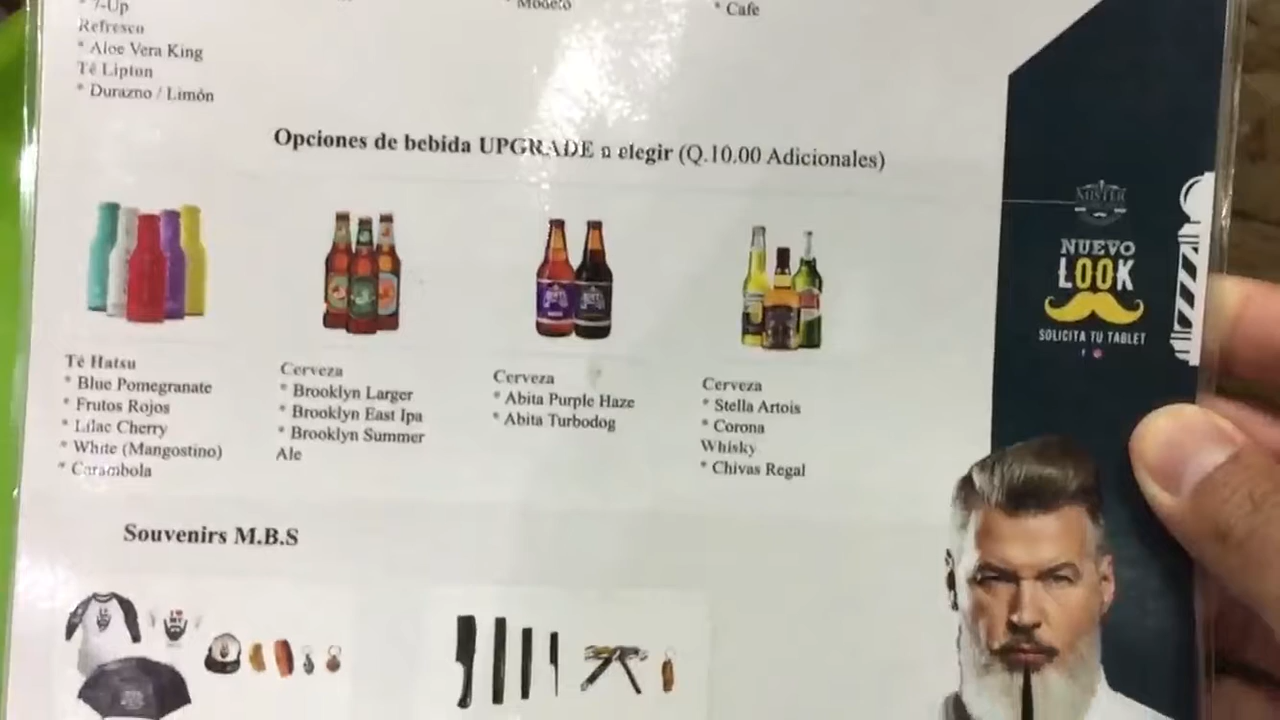 * 7-Up
Refresco
* Aloe Vera King
Té Lipton
* Durazno / Limón
* Modelo
* Cafe
Opciones de bebida UPGRADE a elegir (Q.10.00 Adicionales)
Té Hatsu
* Blue Pomegranate
* Frutos Rojos
* Lilac Cherry
* White (Mangostino)
* Carambola
Cerveza
* Brooklyn Larger
* Brooklyn East Ipa
* Brooklyn Summer
Ale
Cerveza
* Abita Purple Haze
* Abita Turbodog
Cerveza
* Stella Artois
* Corona
Whisky
* Chivas Regal
Souvenirs M.B.S
MISTER
NUEVO
LOOK
SOLICITA TU TABLET